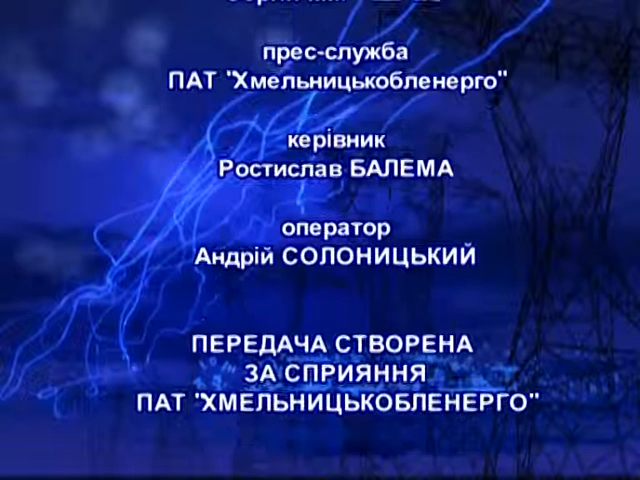 прес-служба
ПАТ "Хмельницькобленерго"
керівник
Ростислав БАЛЕМА
оператор
Андрій СОЛОНИЦЬКИЙ
ПЕРЕДАЧА СТВОРЕНА
ЗА СПРИЯННЯ
ПАТ "ХМЕЛЬНИЦЬКОБЛЕНЕРГО"